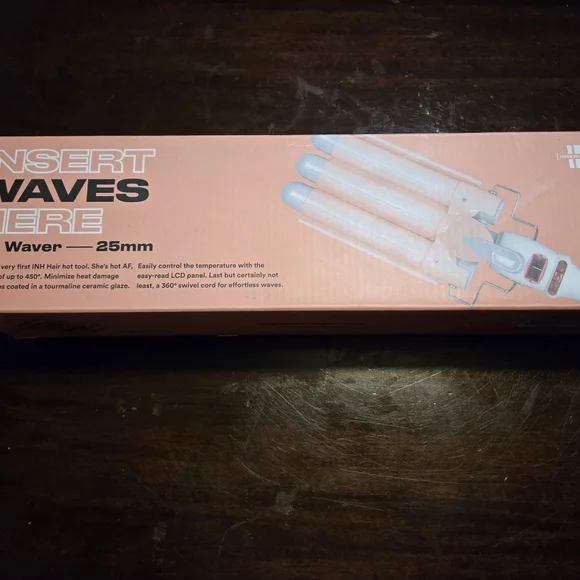 NSERT
WAVES
HERE
Waver — 25mm
very first INH Hair hot tool. She's hot AF,
of up to 450°. Minimize heat damage
coated in a tourmaline ceramic glaze.
Easily control the temperature with the
easy-read LCD panel. Last but certainly not
least, a 360° swivel cord for effortless waves.